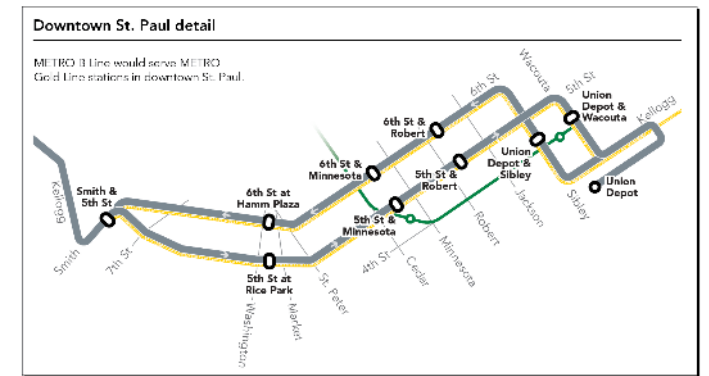 Downtown St. Paul detail
METRO B Line would serve METRO
Gold Line stations in downtown St. Paul.
Wacouta
6th St
5th St
Union
Depot &
Wacouta
Kellogg
6th St &
Robert
Union
Depot &
Sibley
6th St &
Minnesota
5th St &
Robert
Union
Depot
Kellogg
Smith &
5th St
6th St at
Hamm Plaza
5th St &
Minnesota
Jackson
Sibley
Robert
Smith
7th St
4th St
Minnesota
Cedar
St. Peter
5th St at
Rice Park
Market
Washington